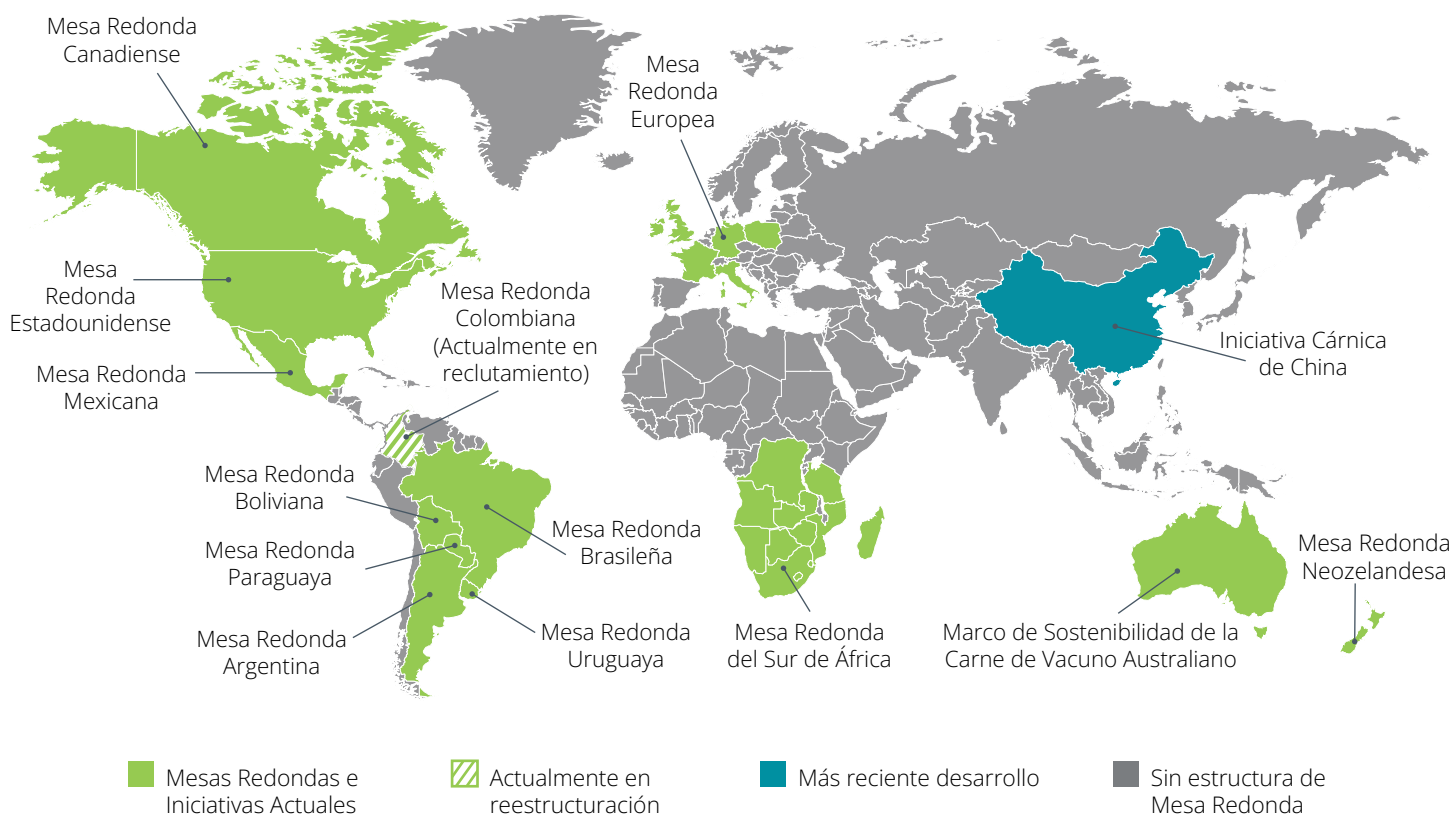 Mesa Redonda
Canadiense
Mesa
Redonda
Europea
Mesa
Redonda
Estadounidense
Mesa Redonda
Colombiana
(Actualmente en
reclutamiento)
Mesa Redonda
Mexicana
Iniciativa Cárnica
de China
Mesa Redonda
Boliviana
Mesa Redonda
Brasileña
Mesa Redonda
Paraguaya
Mesa Redonda
Neozelandesa
Mesa Redonda
Argentina
Mesa Redonda
Uruguaya
Mesa Redonda
del Sur de África
Marco de Sostenibilidad de la
Carne de Vacuno Australiano
Mesas Redondas e
Iniciativas Actuales
Actualmente en
reestructuración
Más reciente desarrollo
Sin estructura de
Mesa Redonda